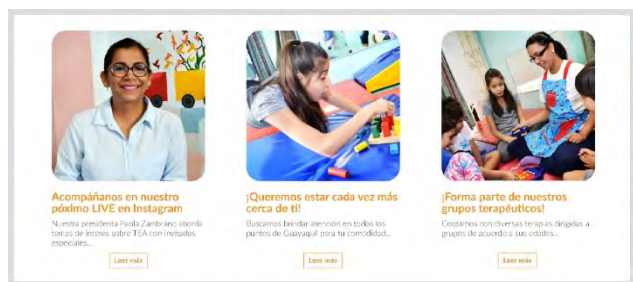 Acompáñanos en nuestro
póximo LIVE en Instagram
Nuestra presidenta Paola Zambrano aborda
temas de interes sobre TEA con invitados
especiales...
Leer más
¡Queremos estar cada vez más
cerca de ti!
Buscamos brindar atención en todos los
puntos de Guayaquil para tu comodidad...
Leer más
¡Forma parte de nuestros
grupos terapéuticos!
Contamos con diversas terapias dirigidas a
grupos de acuerdo a sus edades...
Leer más